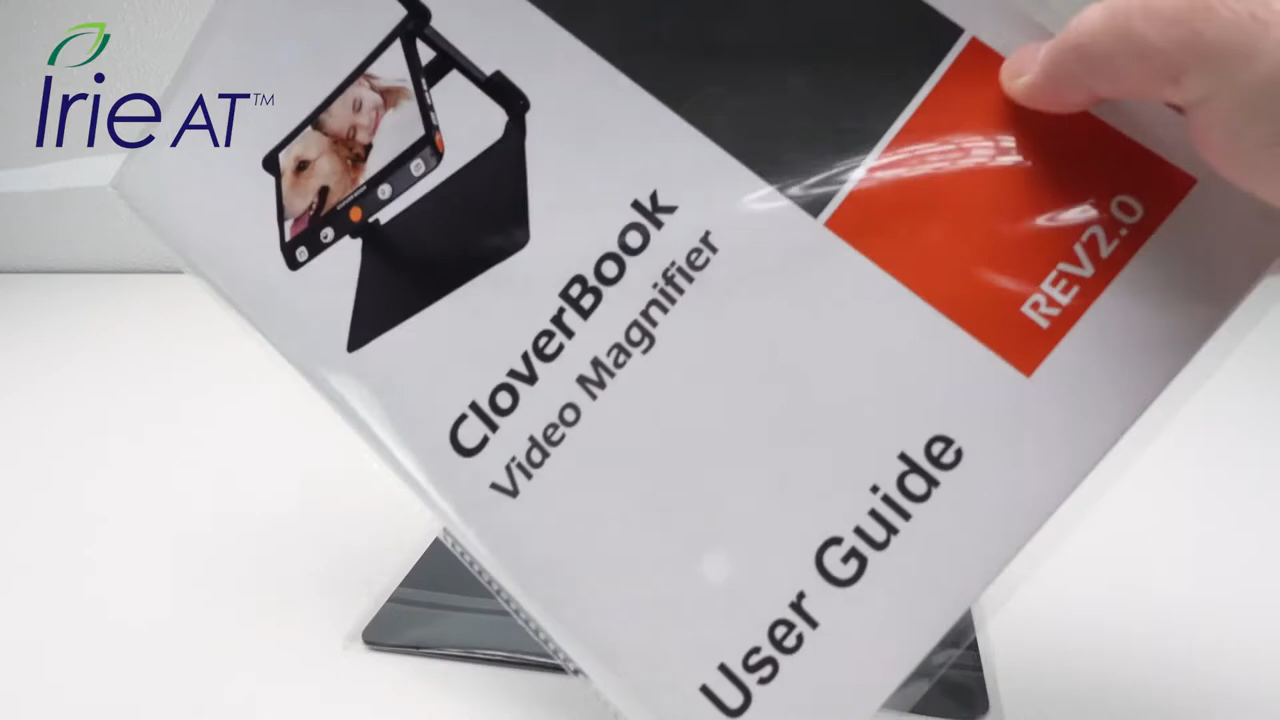 Irie AT™
CloverBook
Video Magnifier
REV2.0
User Guide